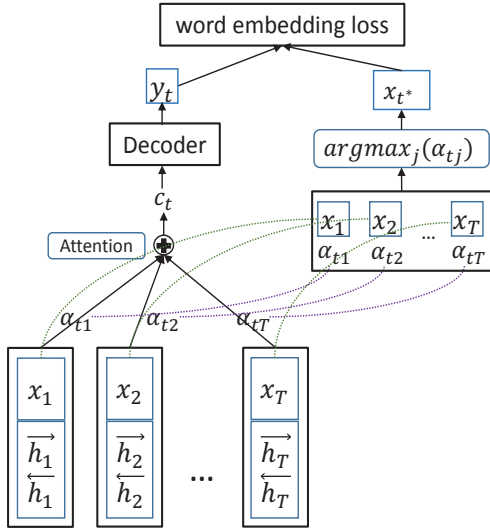 word embedding loss
y_t x_{t*}
Decoder argmax_j(α_{tj})
c_t
x_1 x_2 ... x_T
Attention α_{t1} α_{t2} α_{tT}
α_{t1} α_{t2} α_{tT}
x_1 x_2 x_T
→h_1 →h_2 ... →h_T
←h_1 ←h_2 ←h_T